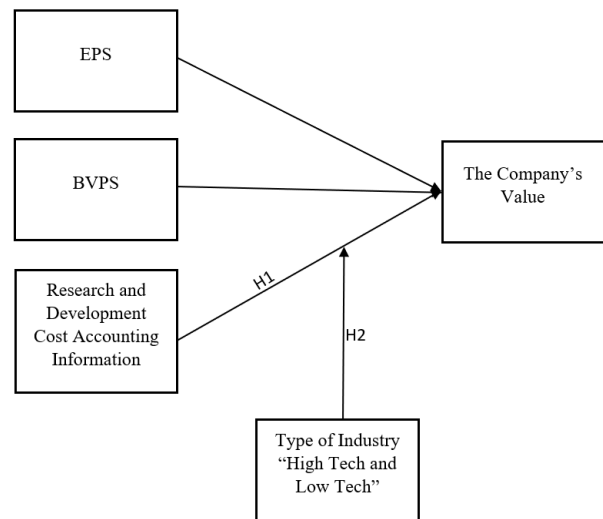 EPS
BVPS
The Company’s
Value
Research and
Development
Cost Accounting
Information
H1
H2
Type of Industry
“High Tech and
Low Tech”